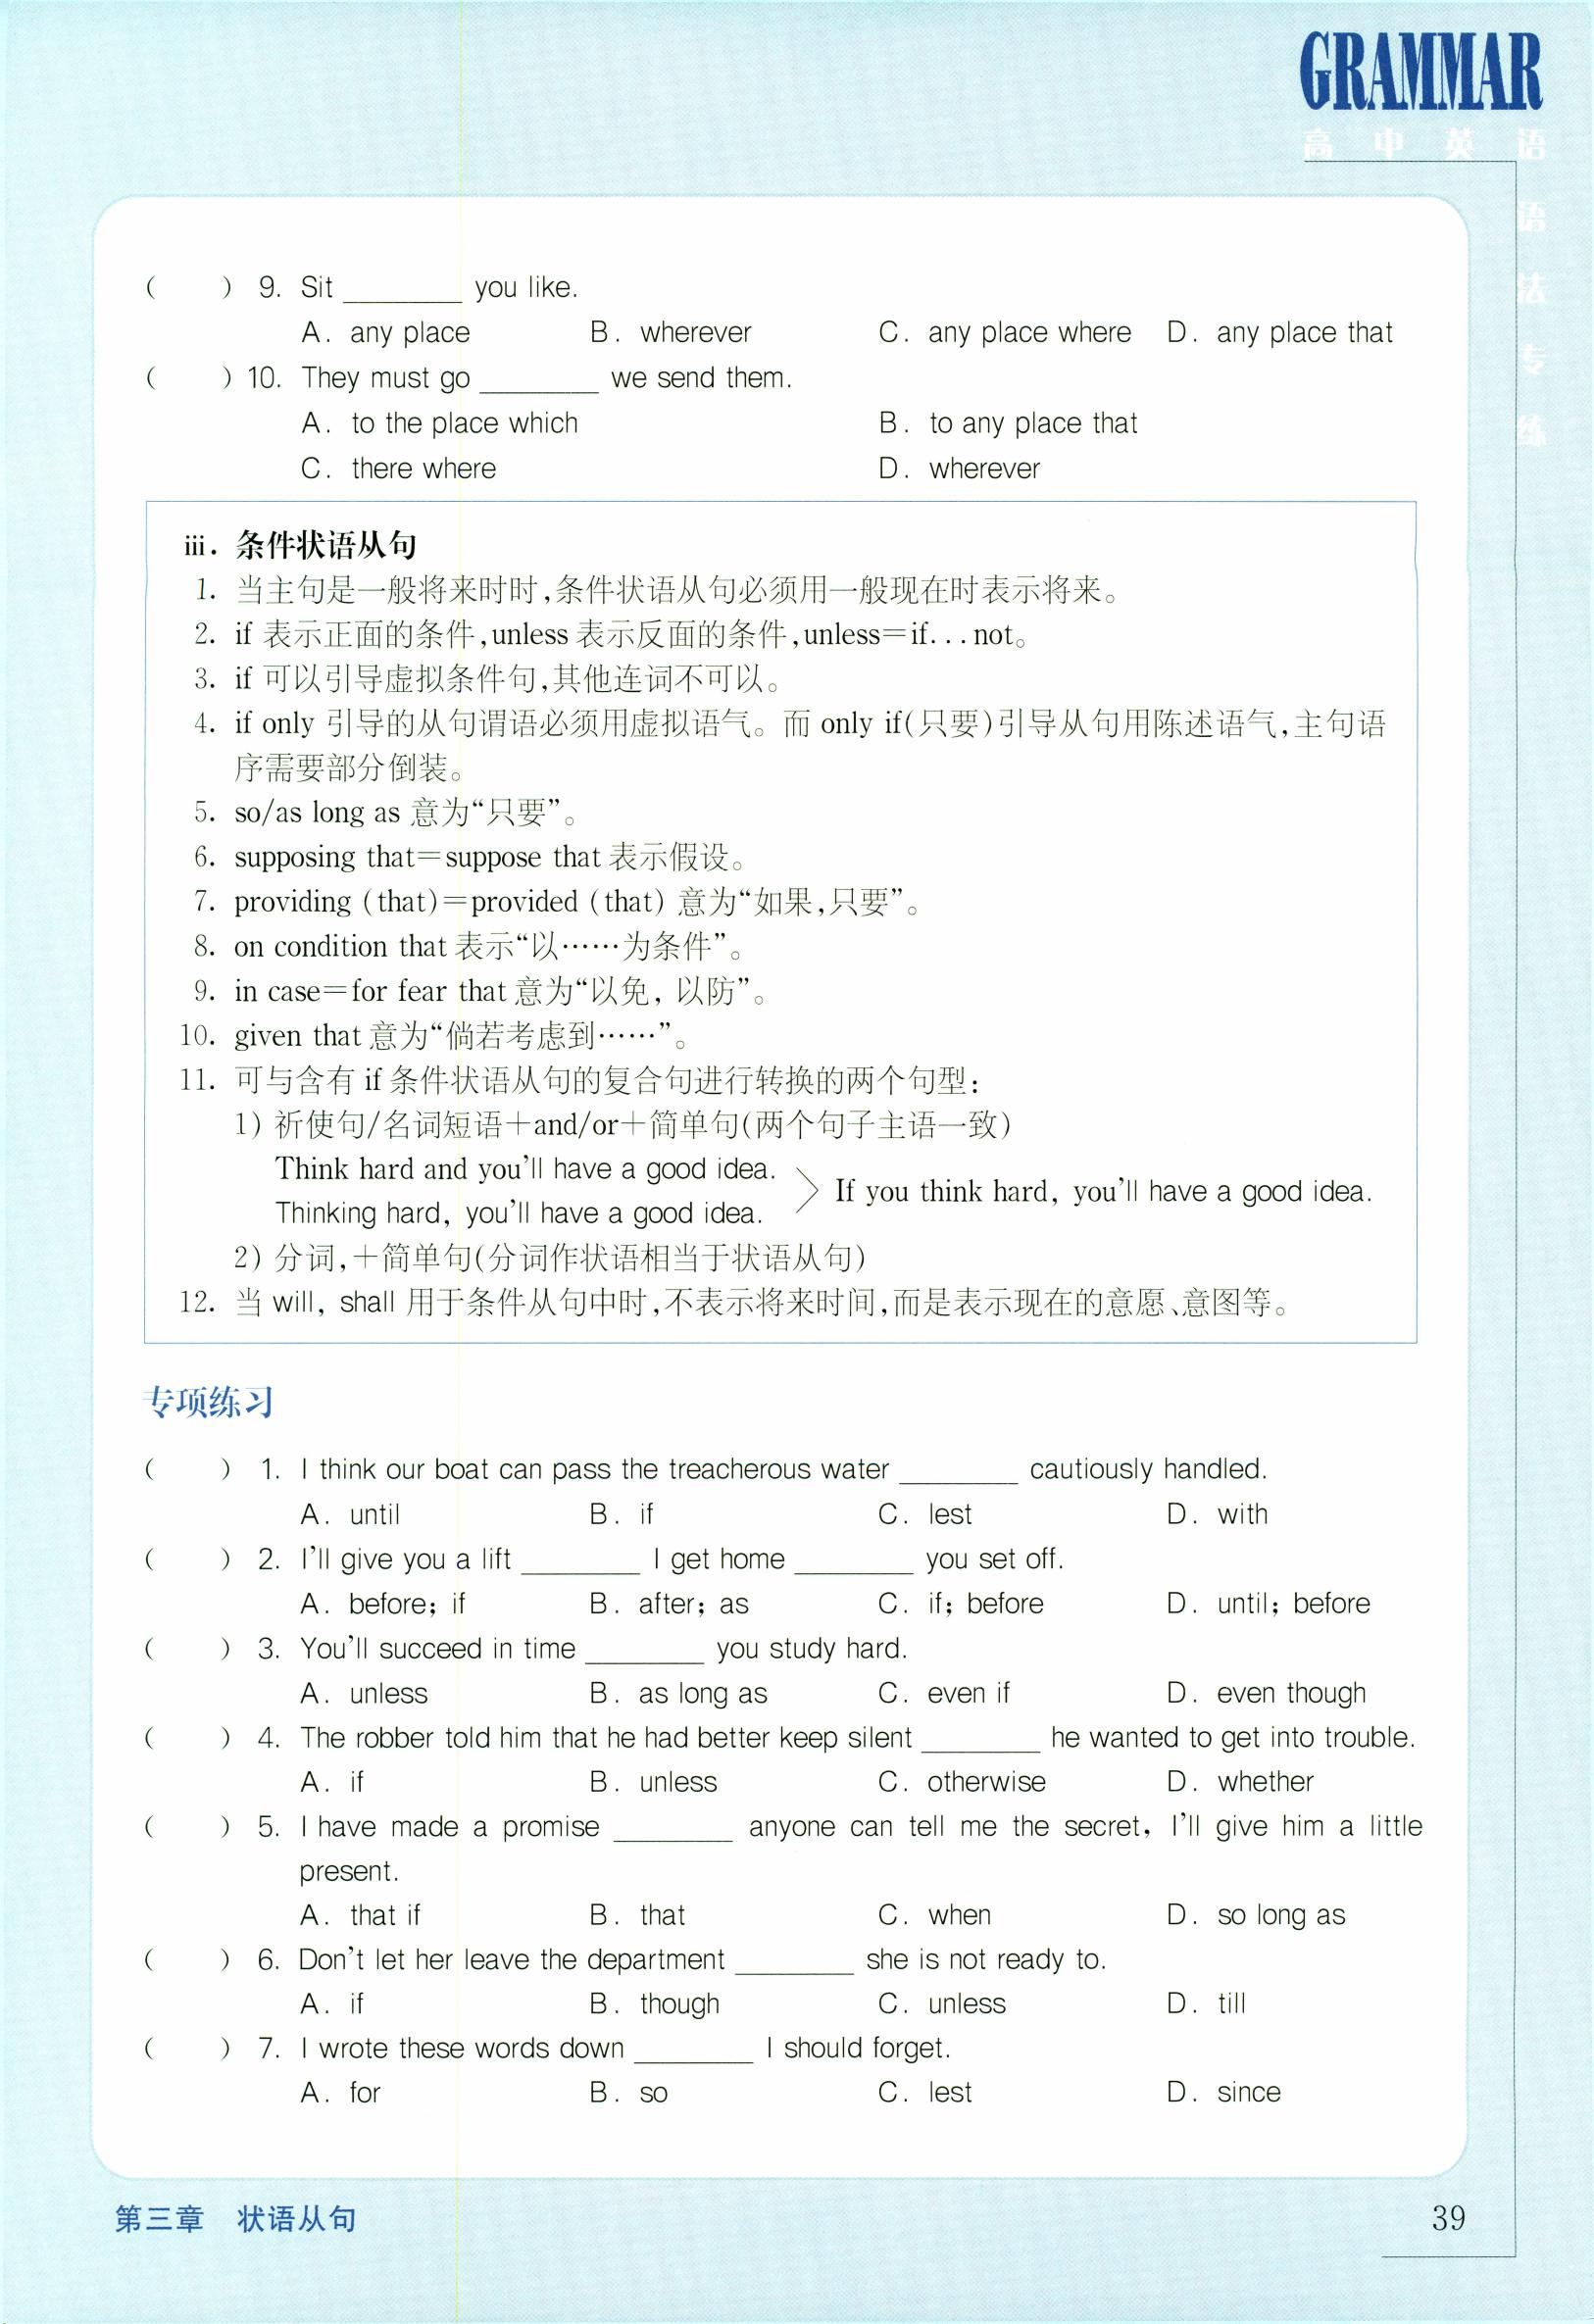 GRAMMAR
高中英语
语法专练
(    ) 9. Sit ________ you like.
A. any place B. wherever C. any place where D. any place that
(    ) 10. They must go ________ we send them.
A. to the place which B. to any place that
C. there where D. wherever
iii. 条件状语从句
1. 当主句是一般将来时时,条件状语从句必须用一般现在时表示将来。
2. if 表示正面的条件,unless 表示反面的条件,unless=if...not。
3. if 可以引导虚拟条件句,其他连词不可以。
4. if only 引导的从句谓语必须用虚拟语气。而 only if(只要)引导从句用陈述语气,主句语
序需要部分倒装。
5. so/as long as 意为“只要”。
6. supposing that=suppose that 表示假设。
7. providing (that)=provided (that) 意为“如果,只要”。
8. on condition that 表示“以……为条件”。
9. in case=for fear that 意为“以免, 以防”。
10. given that 意为“倘若考虑到……”。
11. 可与含有 if 条件状语从句的复合句进行转换的两个句型:
1) 祈使句/名词短语+and/or+简单句(两个句子主语一致)
Think hard and you'll have a good idea.
Thinking hard, you'll have a good idea.
If you think hard, you'll have a good idea.
2) 分词,+简单句(分词作状语相当于状语从句)
12. 当 will, shall 用于条件从句中时,不表示将来时间,而是表示现在的意愿、意图等。
专项练习
(    ) 1. I think our boat can pass the treacherous water ________ cautiously handled.
A. until B. if C. lest D. with
(    ) 2. I'll give you a lift ________ I get home ________ you set off.
A. before; if B. after; as C. if; before D. until; before
(    ) 3. You'll succeed in time ________ you study hard.
A. unless B. as long as C. even if D. even though
(    ) 4. The robber told him that he had better keep silent ________ he wanted to get into trouble.
A. if B. unless C. otherwise D. whether
(    ) 5. I have made a promise ________ anyone can tell me the secret, I'll give him a little
present.
A. that if B. that C. when D. so long as
(    ) 6. Don't let her leave the department ________ she is not ready to.
A. if B. though C. unless D. till
(    ) 7. I wrote these words down ________ I should forget.
A. for B. so C. lest D. since
第三章 状语从句
39